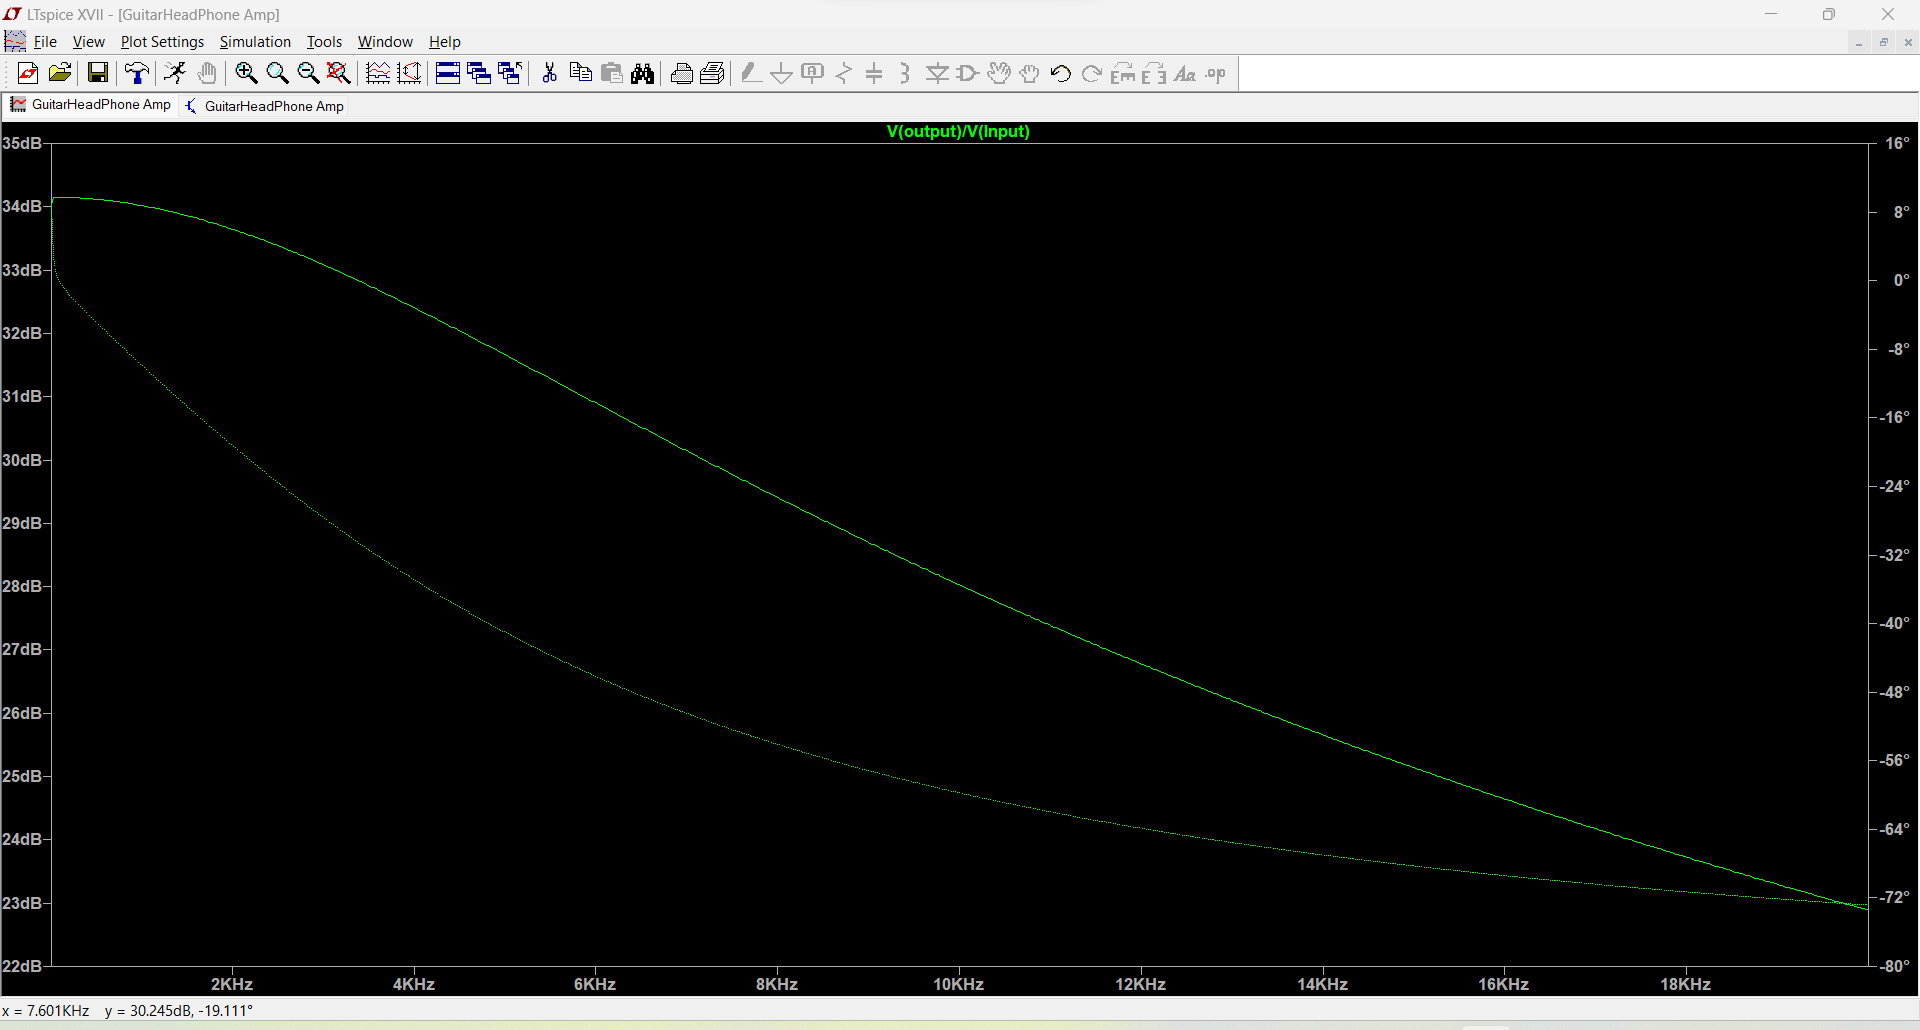 LTspice XVII - [GuitarHeadPhone Amp]
File View Plot Settings Simulation Tools Window Help
Aa .op
GuitarHeadPhone Amp GuitarHeadPhone Amp
V(output)/V(Input)
35dB 16°
34dB 8°
33dB 0°
32dB -8°
31dB -16°
30dB -24°
29dB -32°
28dB -40°
27dB -48°
26dB -56°
25dB -64°
24dB -72°
23dB -80°
22dB
2KHz 4KHz 6KHz 8KHz 10KHz 12KHz 14KHz 16KHz 18KHz
x = 7.601KHz y = 30.245dB, -19.111°